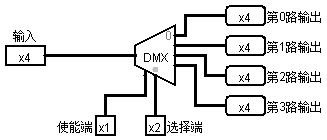 输入
x4
DMX
0
x4 第0路输出
x4 第1路输出
x4 第2路输出
x4 第3路输出
使能端 x1
x2 选择端